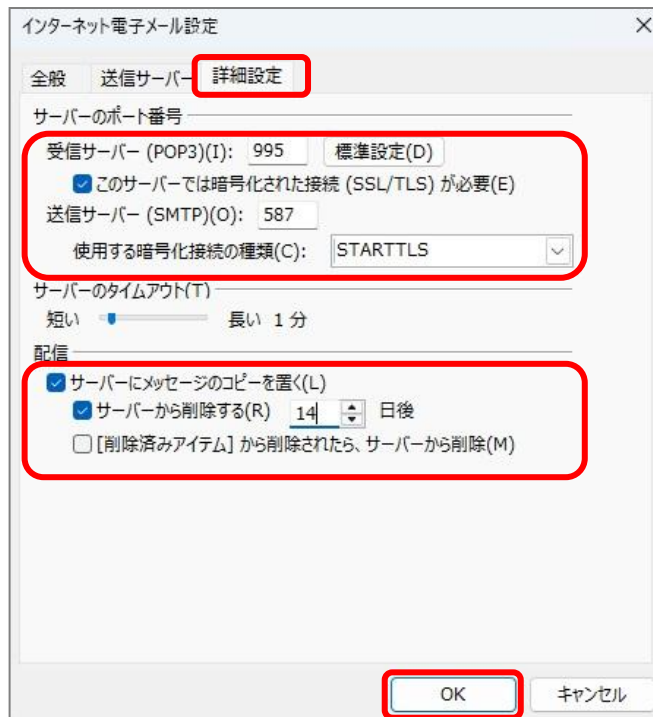 インターネット電子メール設定
全般 送信サーバー 詳細設定
サーバーのポート番号
受信サーバー (POP3)(I): 995 標準設定(D)
このサーバーでは暗号化された接続 (SSL/TLS) が必要(E)
送信サーバー (SMTP)(O): 587
使用する暗号化接続の種類(C): STARTTLS
サーバーのタイムアウト(T)
短い 長い 1 分
配信
サーバーにメッセージのコピーを置く(L)
サーバーから削除する(R) 14 日後
[削除済みアイテム] から削除されたら、サーバーから削除(M)
OK キャンセル